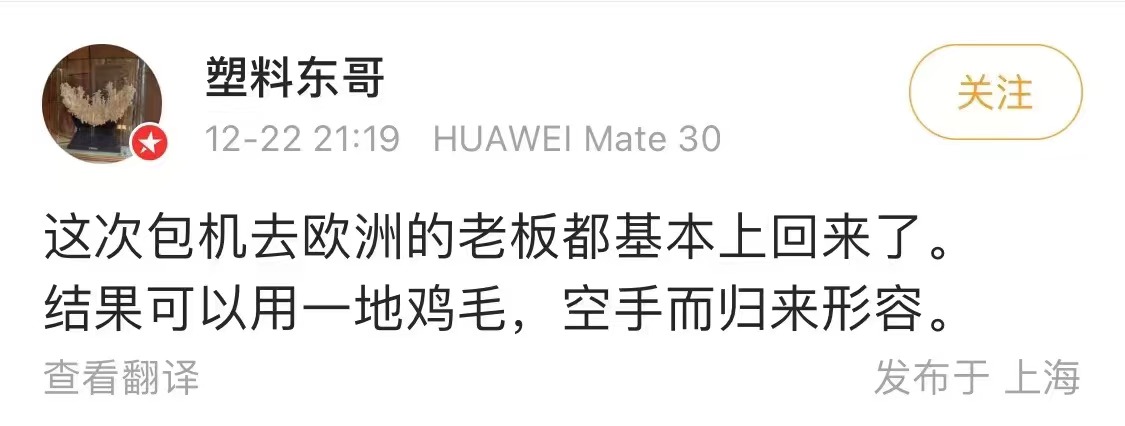 塑料东哥
关注
12-22 21:19 HUAWEI Mate 30
这次包机去欧洲的老板都基本上回来了。
结果可以用一地鸡毛，空手而归来形容。
查看翻译
发布于 上海